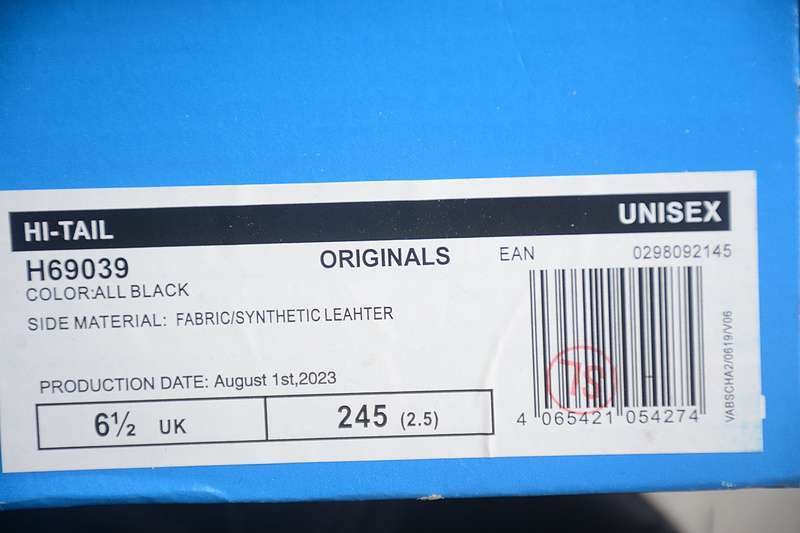 HI-TAIL
UNISEX
H69039
ORIGINALS
EAN
0298092145
COLOR:ALL BLACK
SIDE MATERIAL: FABRIC/SYNTHETIC LEAHTER
PRODUCTION DATE: August 1st,2023
6½ UK
245 (2.5)
4 065421 054274
VABSCHA2/0619/V06